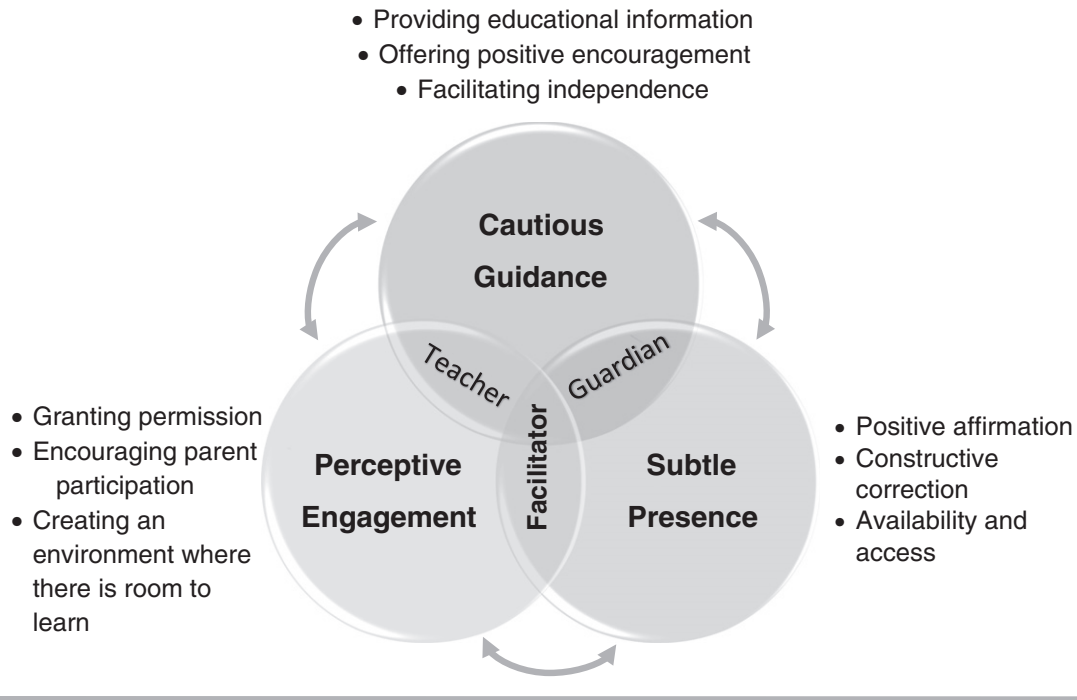 • Providing educational information
• Offering positive encouragement
• Facilitating independence
Cautious
Guidance
Teacher
Guardian
Facilitator
• Granting permission
• Encouraging parent
participation
• Creating an
environment where
there is room to
learn
Perceptive
Engagement
Subtle
Presence
• Positive affirmation
• Constructive
correction
• Availability and
access